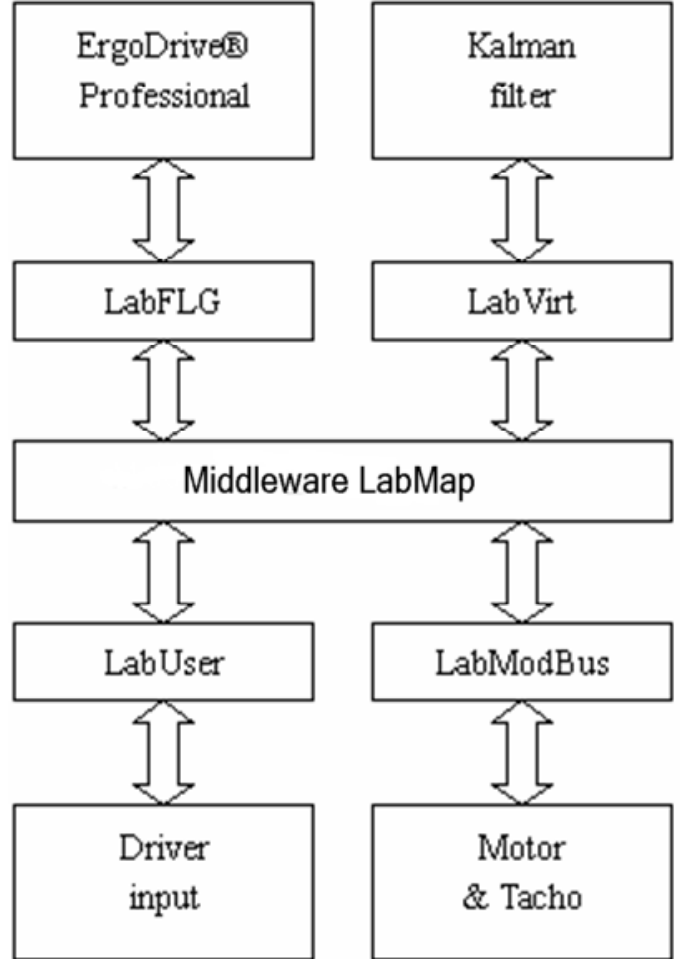 ErgoDrive®
Professional
Kalman
filter
LabFLG
LabVirt
Middleware LabMap
LabUser
LabModBus
Driver
input
Motor
& Tacho